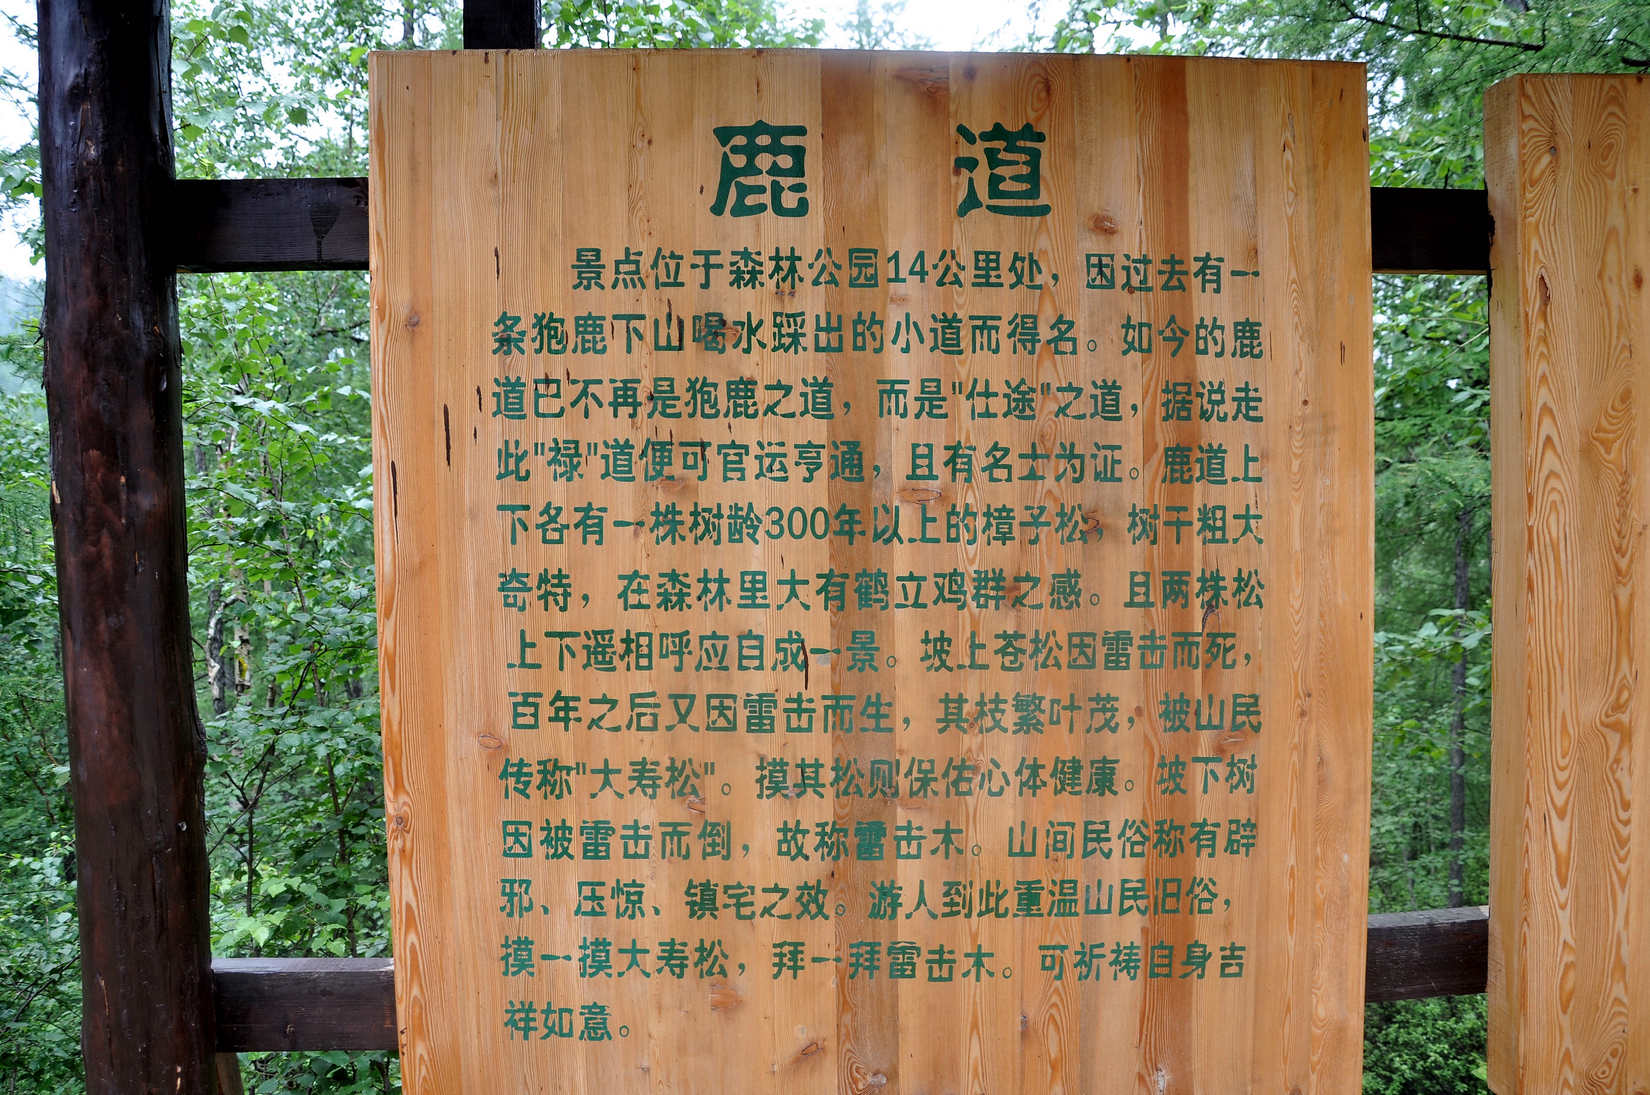 鹿道
景点位于森林公园14公里处，因过去有一
条狍鹿下山喝水踩出的小道而得名。如今的鹿
道已不再是狍鹿之道，而是"仕途"之道，据说走
此"禄"道便可官运亨通，且有名士为证。鹿道上
下各有一株树龄300年以上的樟子松，树干粗大
奇特，在森林里大有鹤立鸡群之感。且两株松
上下遥相呼应自成一景。坡上苍松因雷击而死，
百年之后又因雷击而生，其枝繁叶茂，被山民
传称"大寿松"。摸其松则保佑心体健康。坡下树
因被雷击而倒，故称雷击木。山间民俗称有辟
邪、压惊、镇宅之效。游人到此重温山民旧俗，
摸一摸大寿松，拜一拜雷击木。可祈祷自身吉
祥如意。